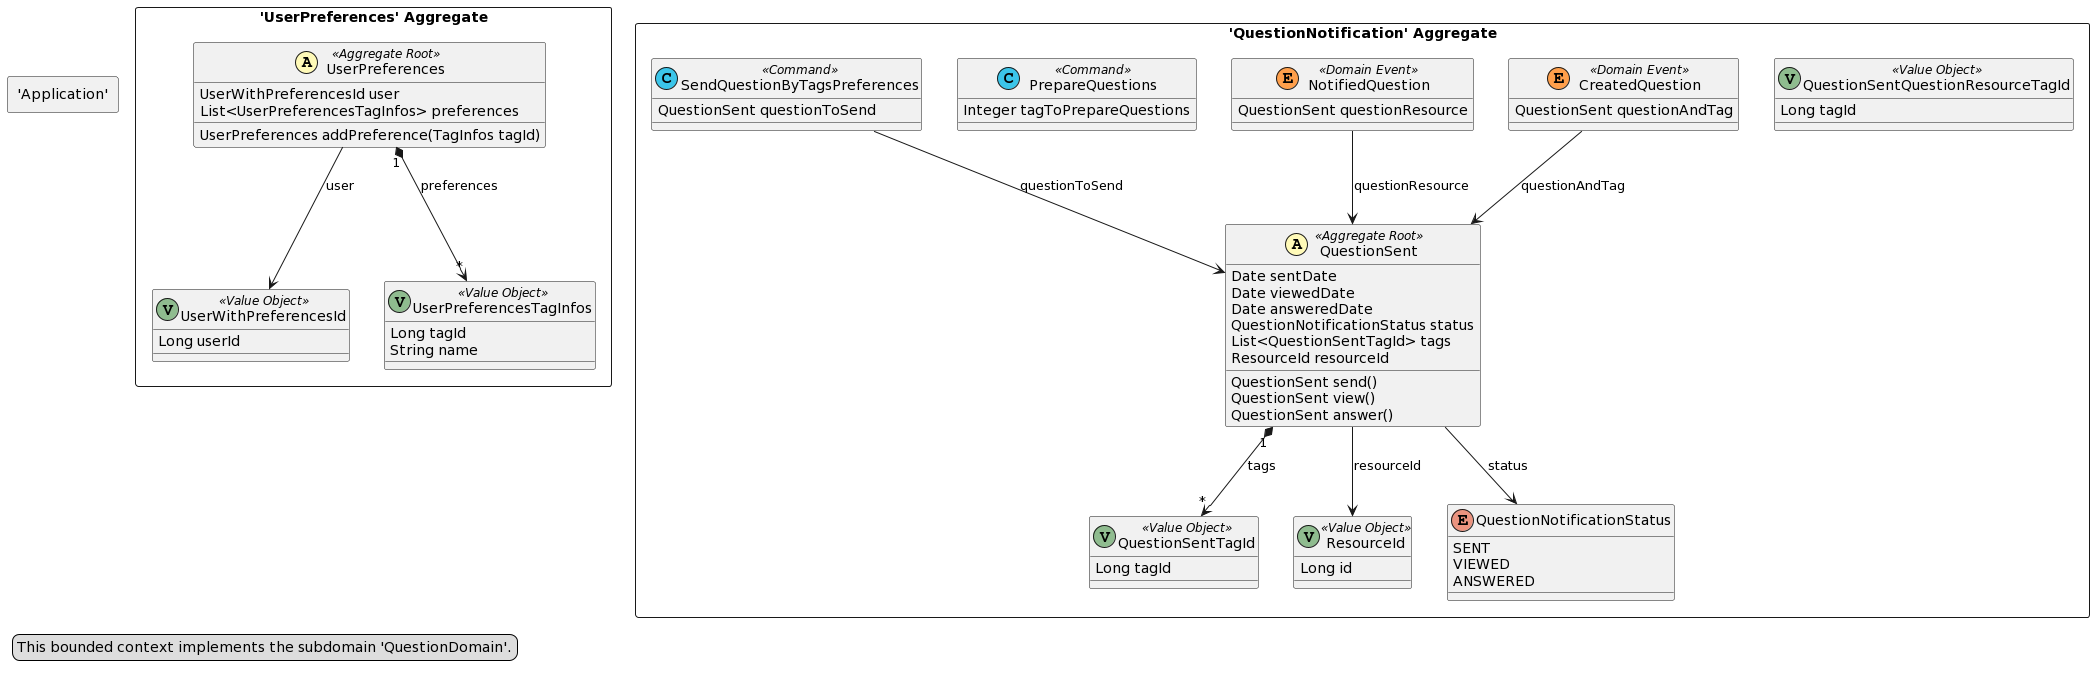 'Application'
'UserPreferences' Aggregate
A
«Aggregate Root»
UserPreferences
UserWithPreferencesId user
List<UserPreferencesTagInfos> preferences
UserPreferences addPreference(TagInfos tagId)
1
user
preferences
*
V
«Value Object»
UserWithPreferencesId
Long userId
V
«Value Object»
UserPreferencesTagInfos
Long tagId
String name
'QuestionNotification' Aggregate
C
«Command»
SendQuestionByTagsPreferences
QuestionSent questionToSend
C
«Command»
PrepareQuestions
Integer tagToPrepareQuestions
E
«Domain Event»
NotifiedQuestion
QuestionSent questionResource
E
«Domain Event»
CreatedQuestion
QuestionSent questionAndTag
V
«Value Object»
QuestionSentQuestionResourceTagId
Long tagId
questionToSend
questionResource
questionAndTag
A
«Aggregate Root»
QuestionSent
Date sentDate
Date viewedDate
Date answeredDate
QuestionNotificationStatus status
List<QuestionSentTagId> tags
ResourceId resourceId
QuestionSent send()
QuestionSent view()
QuestionSent answer()
1
tags
resourceId
status
*
V
«Value Object»
QuestionSentTagId
Long tagId
V
«Value Object»
ResourceId
Long id
E
QuestionNotificationStatus
SENT
VIEWED
ANSWERED
This bounded context implements the subdomain 'QuestionDomain'.